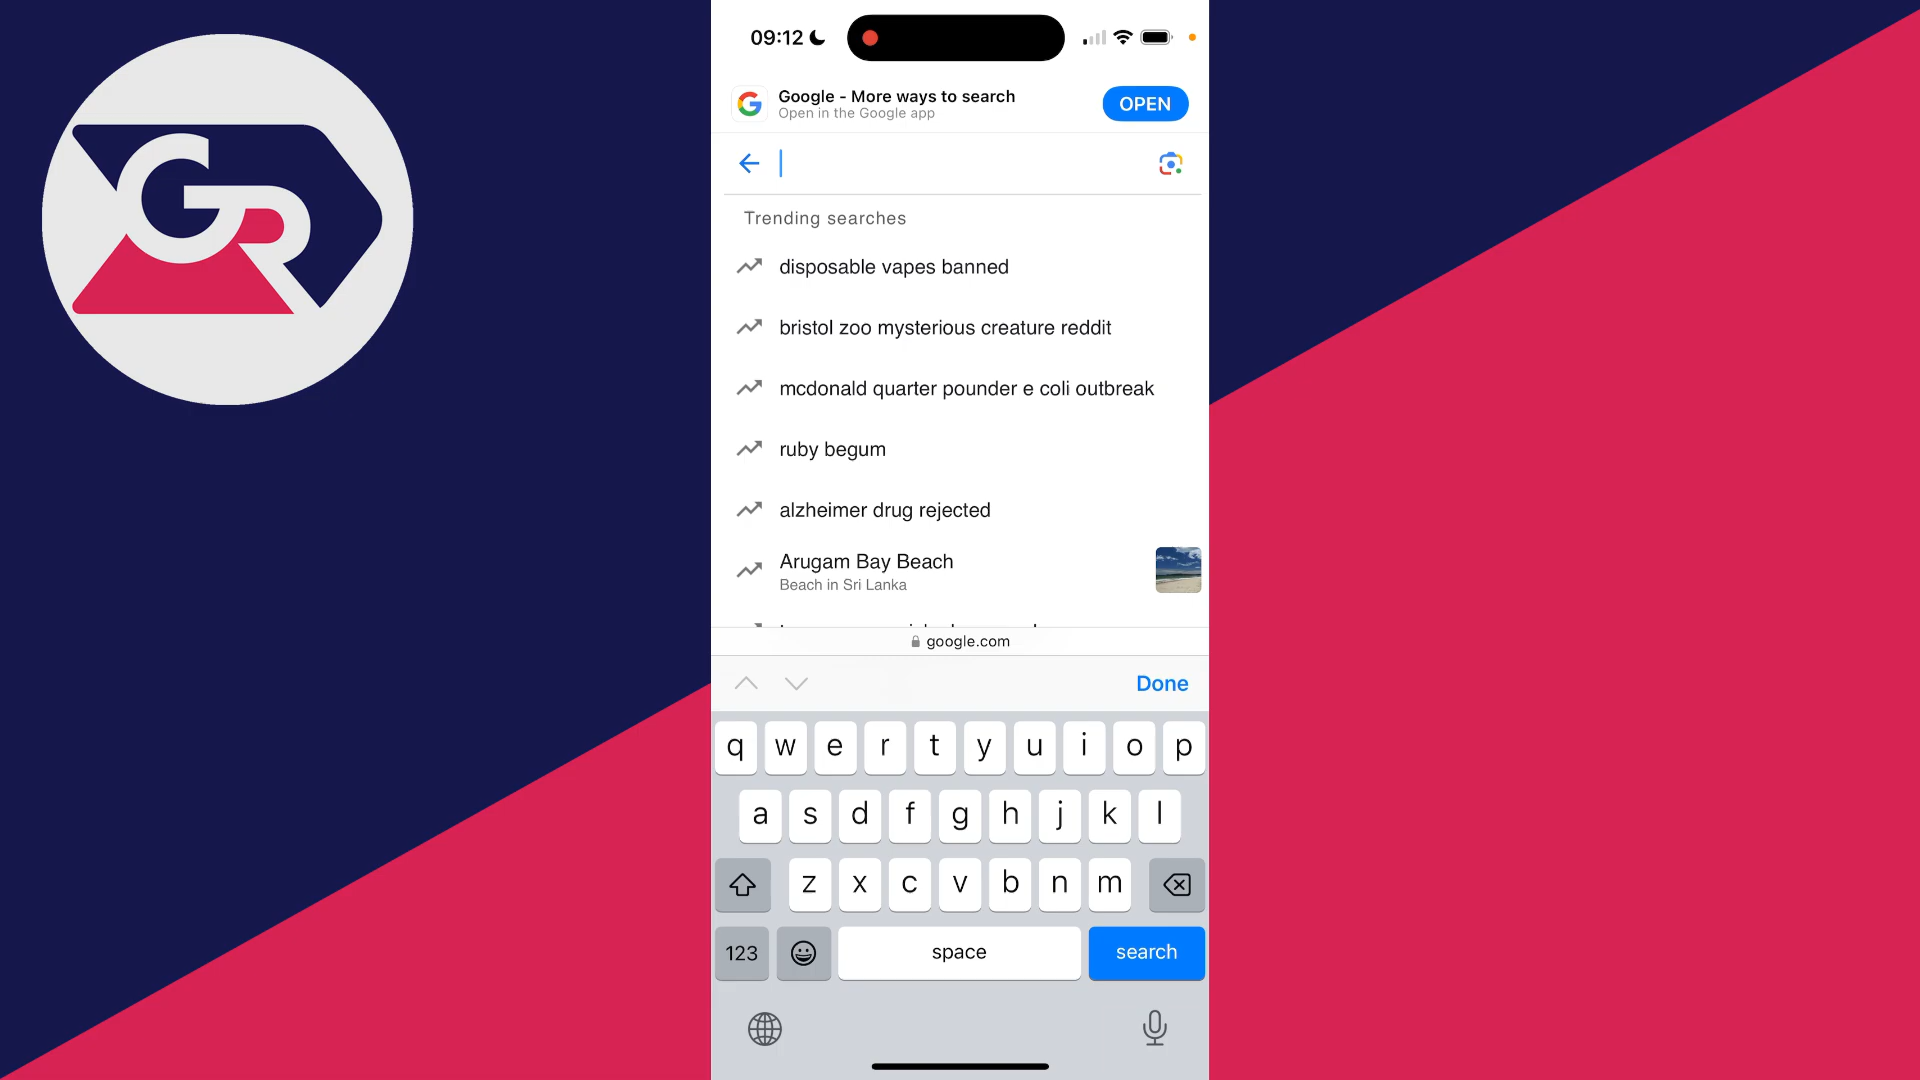 GR
09:12
Google - More ways to search
Open in the Google app
OPEN
Trending searches
disposable vapes banned
bristol zoo mysterious creature reddit
mcdonald quarter pounder e coli outbreak
ruby begum
alzheimer drug rejected
Arugam Bay Beach
Beach in Sri Lanka
google.com
Done
q w e r t y u i o p
a s d f g h j k l
z x c v b n m
123 space search